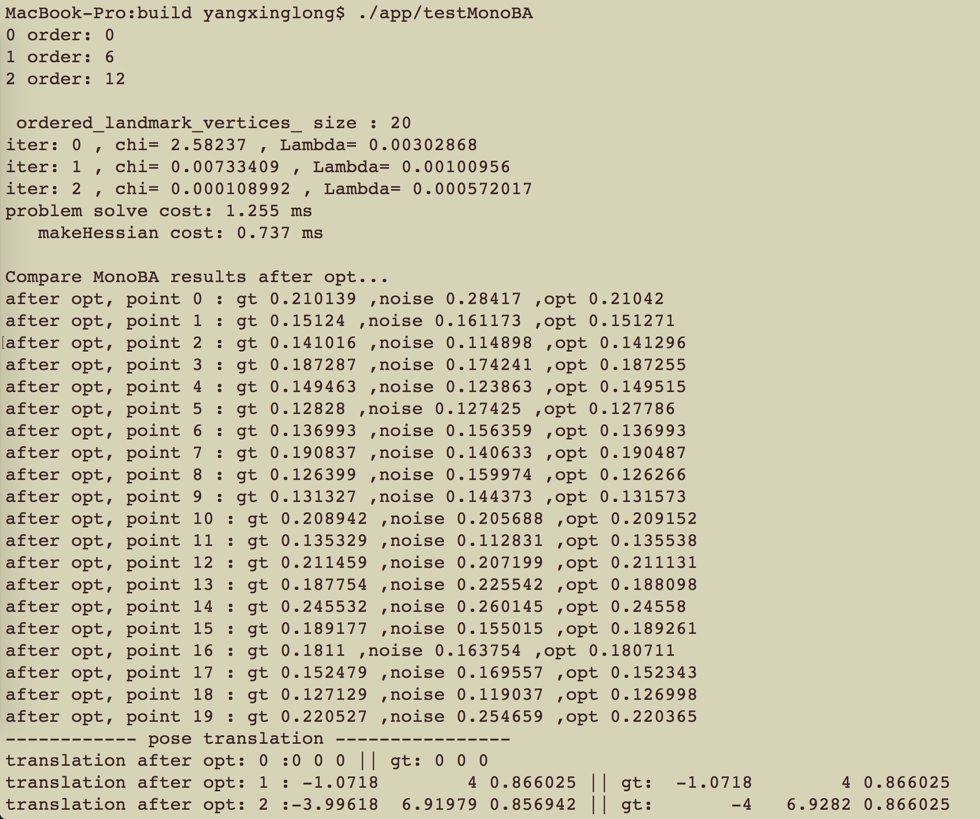 MacBook-Pro:build yangxinglong$ ./app/testMonoBA
0 order: 0
1 order: 6
2 order: 12
ordered_landmark_vertices_ size : 20
iter: 0 , chi= 2.58237 , Lambda= 0.00302868
iter: 1 , chi= 0.00733409 , Lambda= 0.00100956
iter: 2 , chi= 0.000108992 , Lambda= 0.000572017
problem solve cost: 1.255 ms
makeHessian cost: 0.737 ms
Compare MonoBA results after opt...
after opt, point 0 : gt 0.210139 ,noise 0.28417 ,opt 0.21042
after opt, point 1 : gt 0.15124 ,noise 0.161173 ,opt 0.151271
[after opt, point 2 : gt 0.141016 ,noise 0.114898 ,opt 0.141296
after opt, point 3 : gt 0.187287 ,noise 0.174241 ,opt 0.187255
after opt, point 4 : gt 0.149463 ,noise 0.123863 ,opt 0.149515
after opt, point 5 : gt 0.12828 ,noise 0.127425 ,opt 0.127786
after opt, point 6 : gt 0.136993 ,noise 0.156359 ,opt 0.136993
after opt, point 7 : gt 0.190837 ,noise 0.140633 ,opt 0.190487
after opt, point 8 : gt 0.126399 ,noise 0.159974 ,opt 0.126266
after opt, point 9 : gt 0.131327 ,noise 0.144373 ,opt 0.131573
after opt, point 10 : gt 0.208942 ,noise 0.205688 ,opt 0.209152
after opt, point 11 : gt 0.135329 ,noise 0.112831 ,opt 0.135538
after opt, point 12 : gt 0.211459 ,noise 0.207199 ,opt 0.211131
after opt, point 13 : gt 0.187754 ,noise 0.225542 ,opt 0.188098
after opt, point 14 : gt 0.245532 ,noise 0.260145 ,opt 0.24558
after opt, point 15 : gt 0.189177 ,noise 0.155015 ,opt 0.189261
after opt, point 16 : gt 0.1811 ,noise 0.163754 ,opt 0.180711
after opt, point 17 : gt 0.152479 ,noise 0.169557 ,opt 0.152343
after opt, point 18 : gt 0.127129 ,noise 0.119037 ,opt 0.126998
after opt, point 19 : gt 0.220527 ,noise 0.254659 ,opt 0.220365
------------ pose translation ----------------
translation after opt: 0 :0 0 0 || gt: 0 0 0
translation after opt: 1 : -1.0718 4 0.866025 || gt: -1.0718 4 0.866025
translation after opt: 2 :-3.99618 6.91979 0.856942 || gt: -4 6.9282 0.866025